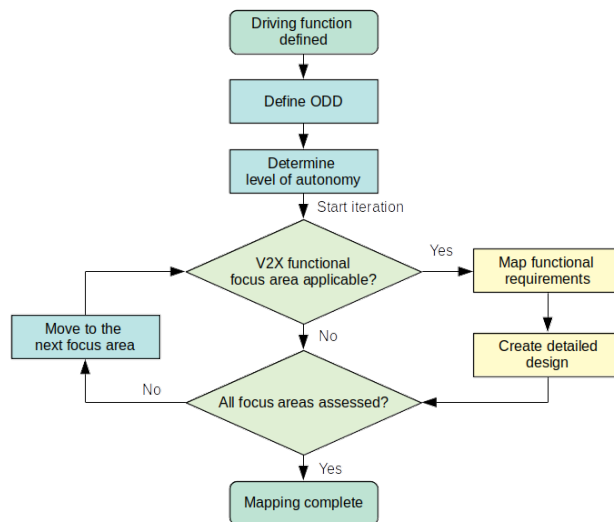 Driving function
defined
Define ODD
Determine
level of autonomy
Start iteration
V2X functional
focus area applicable?
Yes
Map functional
requirements
Create detailed
design
No
Move to the
next focus area
All focus areas assessed?
No
Yes
Mapping complete